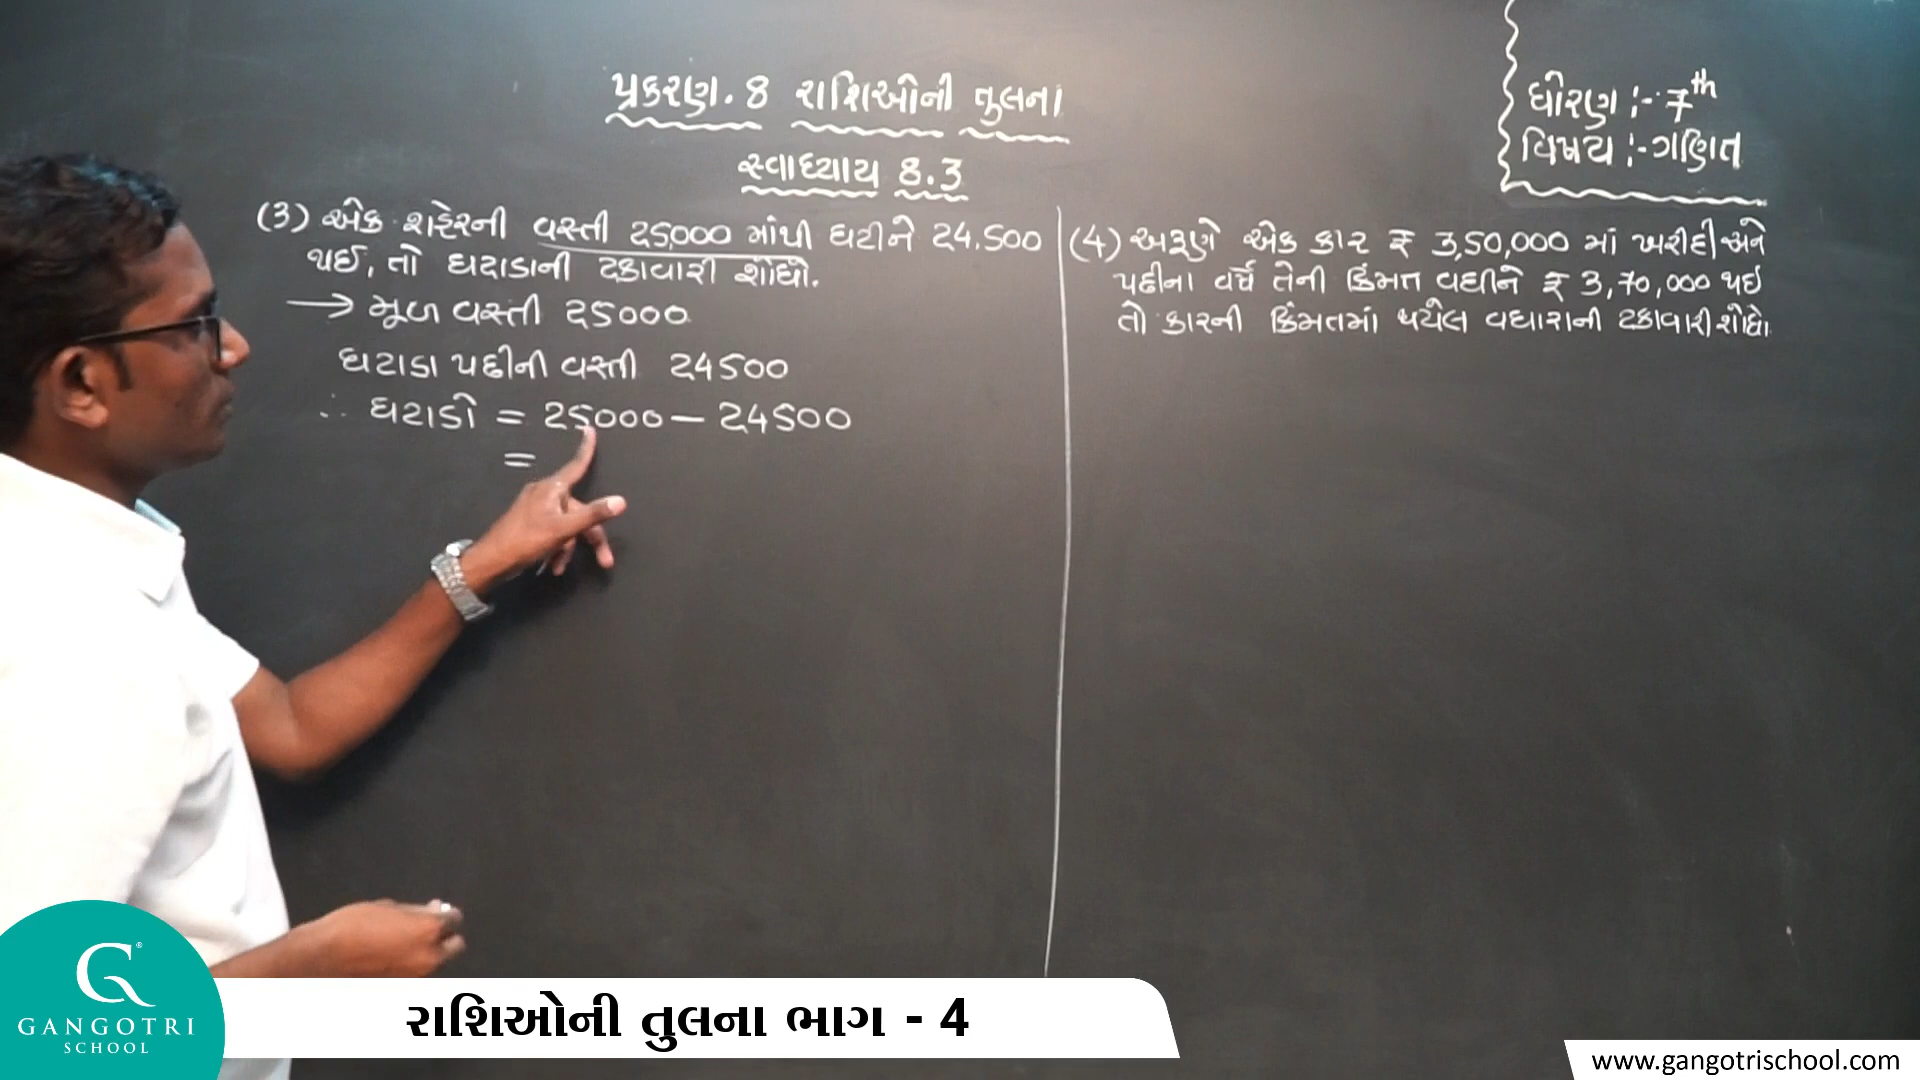 પ્રકરણ. 8 રાશિઓની તુલના
સ્વાધ્યાય 8.3
ધોરણ :- 7th
વિષય :- ગણિત
(3) એક શહેરની વસ્તી 25000 માંથી ઘટીને 24,500
થઈ, તો ઘટાડાની ટકાવારી શોધો.
→ મૂળ વસ્તી 25000
ઘટાડા પછીની વસ્તી 24500
∴ ઘટાડો = 25000 – 24500
=
(4) અરૂણે એક કાર ₹ 3,50,000 માં ખરીદી અને
પછીના વર્ષે તેની કિંમત વધીને ₹ 3,70,000 થઇ
તો કારની કિંમતમાં થયેલ વધારાની ટકાવારી શોધો.
GANGOTRI
SCHOOL
રાશિઓની તુલના ભાગ - 4
www.gangotrischool.com